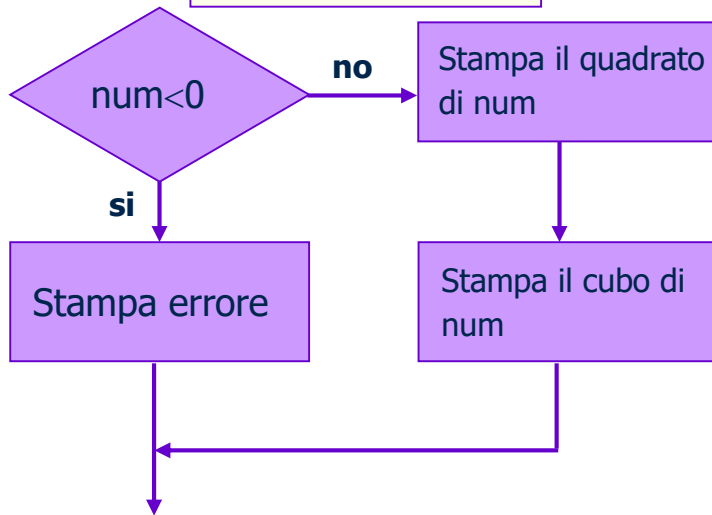 num<0
no
Stampa il quadrato
di num
si
Stampa errore
Stampa il cubo di
num